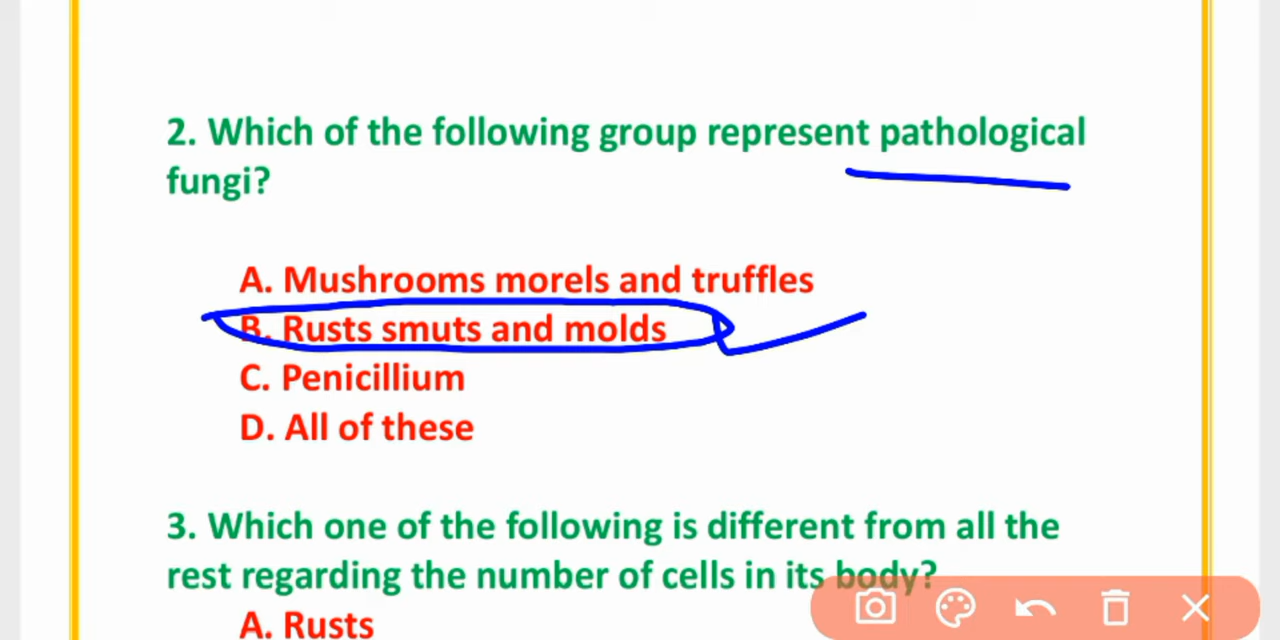 2. Which of the following group represent pathological
fungi?
A. Mushrooms morels and truffles
B. Rusts smuts and molds
C. Penicillium
D. All of these
3. Which one of the following is different from all the
rest regarding the number of cells in its body?
A. Rusts